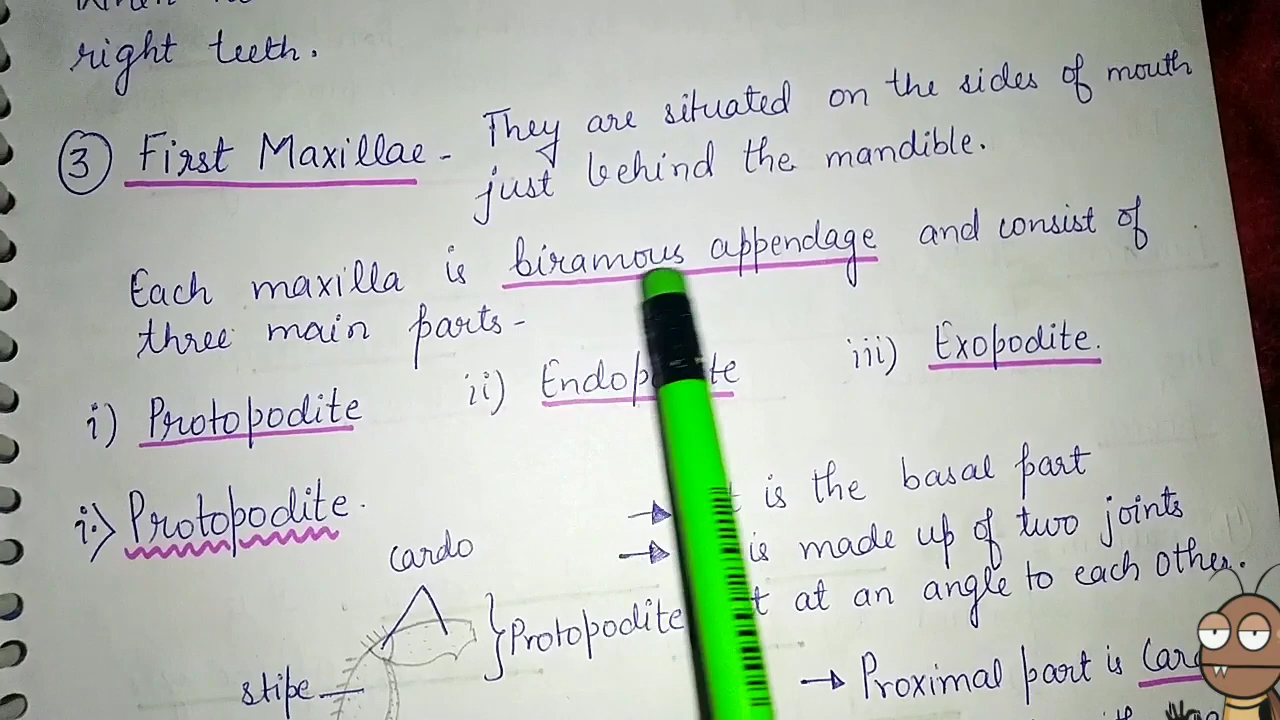 right teeth.
③ First Maxillae - They are situated on the sides of mouth
just behind the mandible.
Each maxilla is biramous appendage and consist of
three main parts-
i) Protopodite ii) Endopodite iii) Exopodite.
i.> Protopodite.
→ is the basal part
cardo
→ is made up of two joints
at an angle to each other.
} Protopodite
→ Proximal part is
stipe